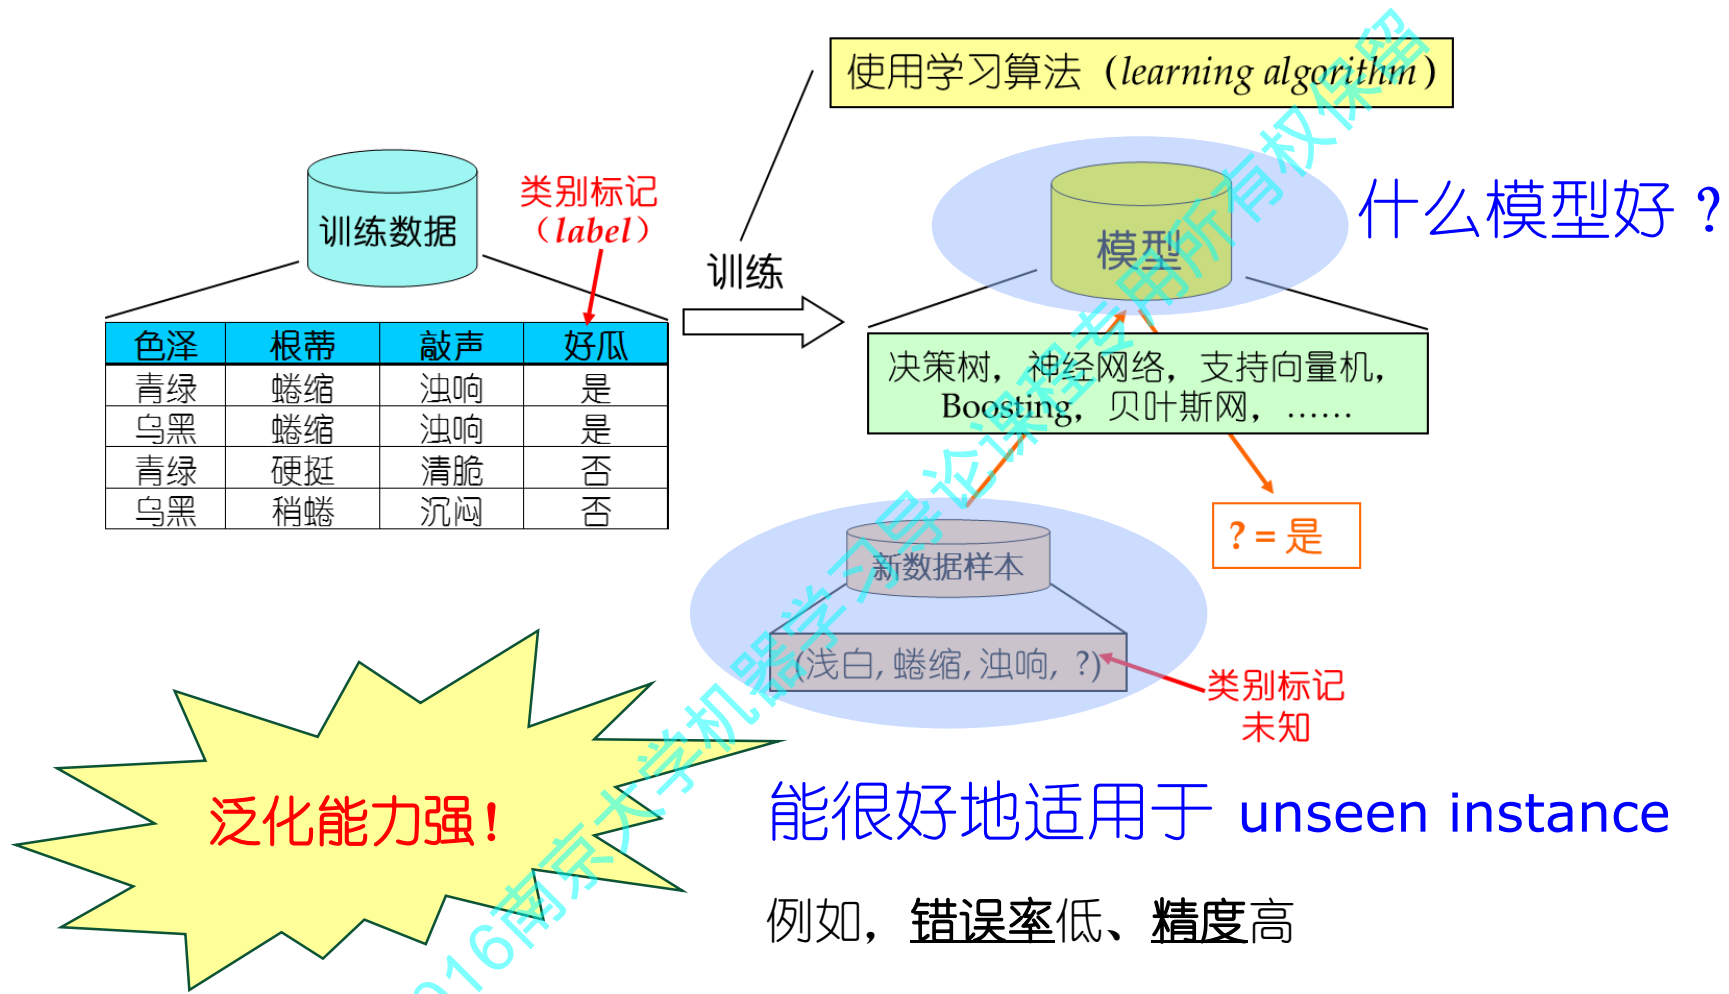 使用学习算法（learning algorithm）
训练数据
类别标记
（label）
训练
模型
什么模型好？
色泽 根蒂 敲声 好瓜
青绿 蜷缩 浊响 是
乌黑 蜷缩 浊响 是
青绿 硬挺 清脆 否
乌黑 稍蜷 沉闷 否
决策树，神经网络，支持向量机，
Boosting，贝叶斯网，……
？= 是
新数据样本
(浅白, 蜷缩, 浊响, ?)
类别标记
未知
泛化能力强！
能很好地适用于 unseen instance
例如，错误率低、精度高
016南京大学机器学习导论课程专用所有权保留